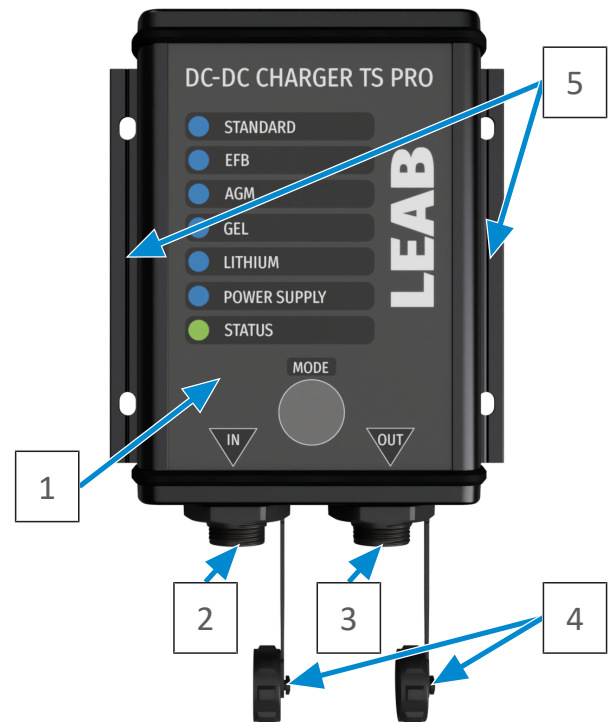 DC-DC CHARGER TS PRO
STANDARD
EFB
AGM
GEL
LITHIUM
POWER SUPPLY
STATUS
LEAB
MODE
IN
OUT
5
1
2
3
4